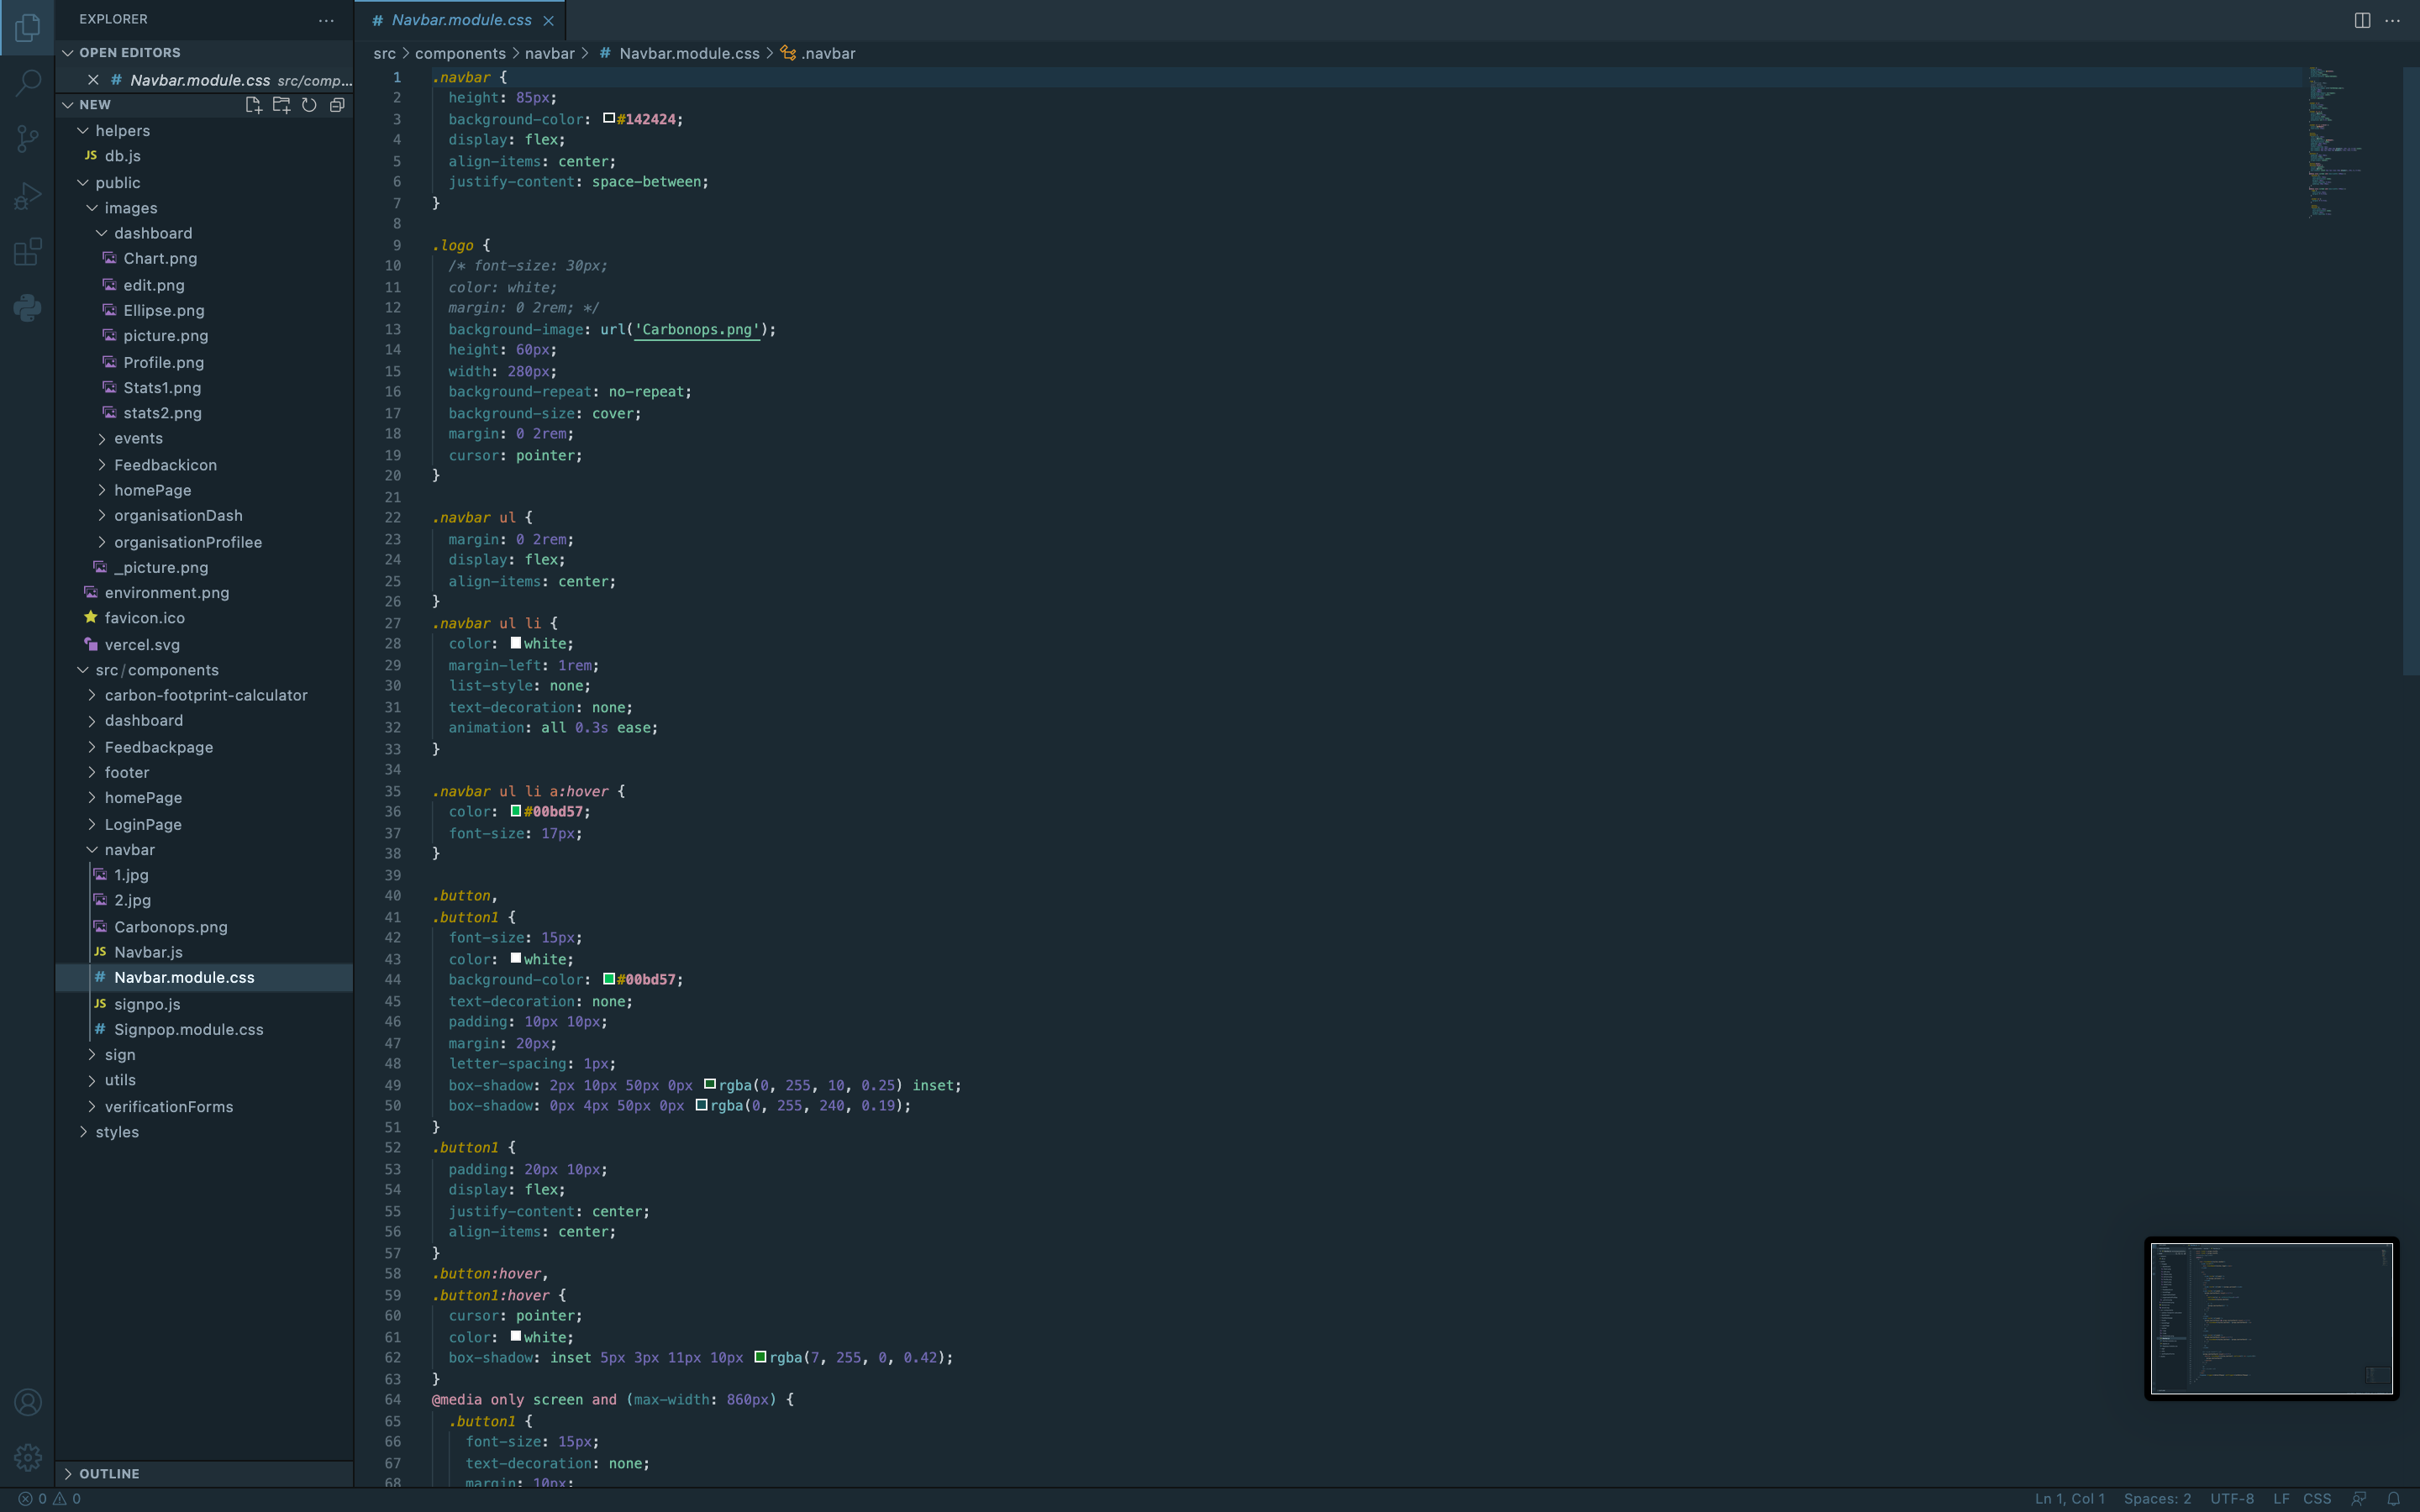 EXPLORER
OPEN EDITORS
Navbar.module.css src/comp...
NEW
helpers
JS db.js
public
images
dashboard
Chart.png
edit.png
Ellipse.png
picture.png
Profile.png
Stats1.png
stats2.png
events
Feedbackicon
homePage
organisationDash
organisationProfilee
_picture.png
environment.png
favicon.ico
vercel.svg
src/components
carbon-footprint-calculator
dashboard
Feedbackpage
footer
homePage
LoginPage
navbar
1.jpg
2.jpg
Carbonops.png
JS Navbar.js
# Navbar.module.css
JS signpo.js
# Signpop.module.css
sign
utils
verificationForms
styles
OUTLINE
# Navbar.module.css
src > components > navbar > # Navbar.module.css > .navbar
1 .navbar {
2 height: 85px;
3 background-color: #142424;
4 display: flex;
5 align-items: center;
6 justify-content: space-between;
7 }
8
9 .logo {
10 /* font-size: 30px;
11 color: white;
12 margin: 0 2rem; */
13 background-image: url('Carbonops.png');
14 height: 60px;
15 width: 280px;
16 background-repeat: no-repeat;
17 background-size: cover;
18 margin: 0 2rem;
19 cursor: pointer;
20 }
21
22 .navbar ul {
23 margin: 0 2rem;
24 display: flex;
25 align-items: center;
26 }
27 .navbar ul li {
28 color: white;
29 margin-left: 1rem;
30 list-style: none;
31 text-decoration: none;
32 animation: all 0.3s ease;
33 }
34
35 .navbar ul li a:hover {
36 color: #00bd57;
37 font-size: 17px;
38 }
39
40 .button,
41 .button1 {
42 font-size: 15px;
43 color: white;
44 background-color: #00bd57;
45 text-decoration: none;
46 padding: 10px 10px;
47 margin: 20px;
48 letter-spacing: 1px;
49 box-shadow: 2px 10px 50px 0px rgba(0, 255, 10, 0.25) inset;
50 box-shadow: 0px 4px 50px 0px rgba(0, 255, 240, 0.19);
51 }
52 .button1 {
53 padding: 20px 10px;
54 display: flex;
55 justify-content: center;
56 align-items: center;
57 }
58 .button:hover,
59 .button1:hover {
60 cursor: pointer;
61 color: white;
62 box-shadow: inset 5px 3px 11px 10px rgba(7, 255, 0, 0.42);
63 }
64 @media only screen and (max-width: 860px) {
65 .button1 {
66 font-size: 15px;
67 text-decoration: none;
68 margin: 10px;
0 0
Ln 1, Col 1 Spaces: 2 UTF-8 LF CSS